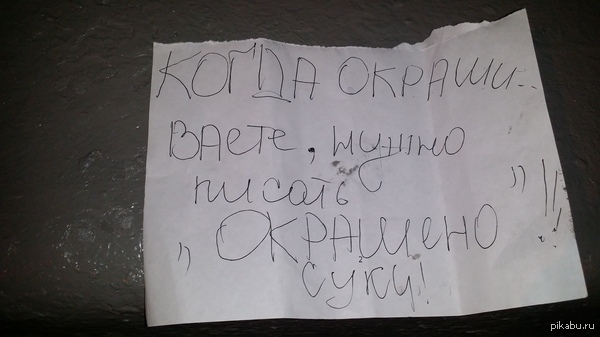 КОГДА ОКРАШИ-
ВАЕТЕ, нужно
писать
„ОКРАШЕНО"!!
СУКИ!
pikabu.ru